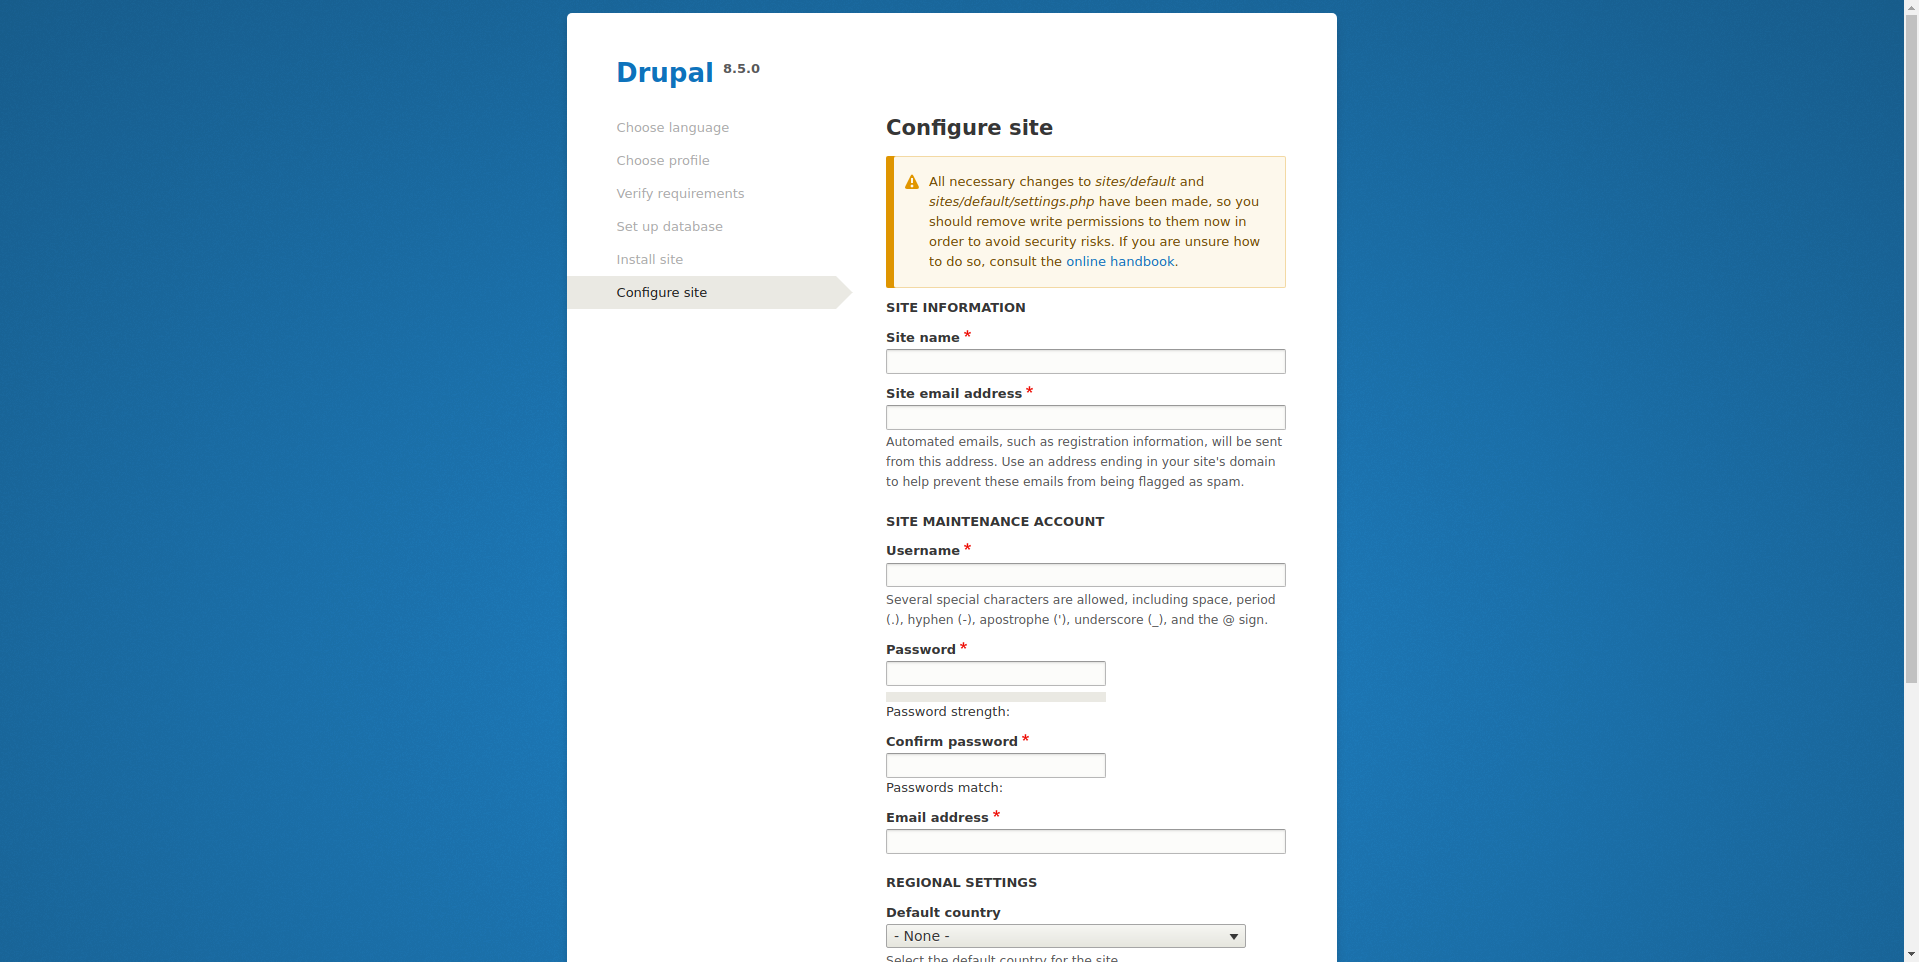 Drupal 8.5.0
Choose language
Choose profile
Verify requirements
Set up database
Install site
Configure site
Configure site
All necessary changes to sites/default and
sites/default/settings.php have been made, so you
should remove write permissions to them now in
order to avoid security risks. If you are unsure how
to do so, consult the online handbook.
SITE INFORMATION
Site name *
Site email address *
Automated emails, such as registration information, will be sent
from this address. Use an address ending in your site's domain
to help prevent these emails from being flagged as spam.
SITE MAINTENANCE ACCOUNT
Username *
Several special characters are allowed, including space, period
(.), hyphen (-), apostrophe ('), underscore (_), and the @ sign.
Password *
Password strength:
Confirm password *
Passwords match:
Email address *
REGIONAL SETTINGS
Default country
- None -
Select the default country for the site.